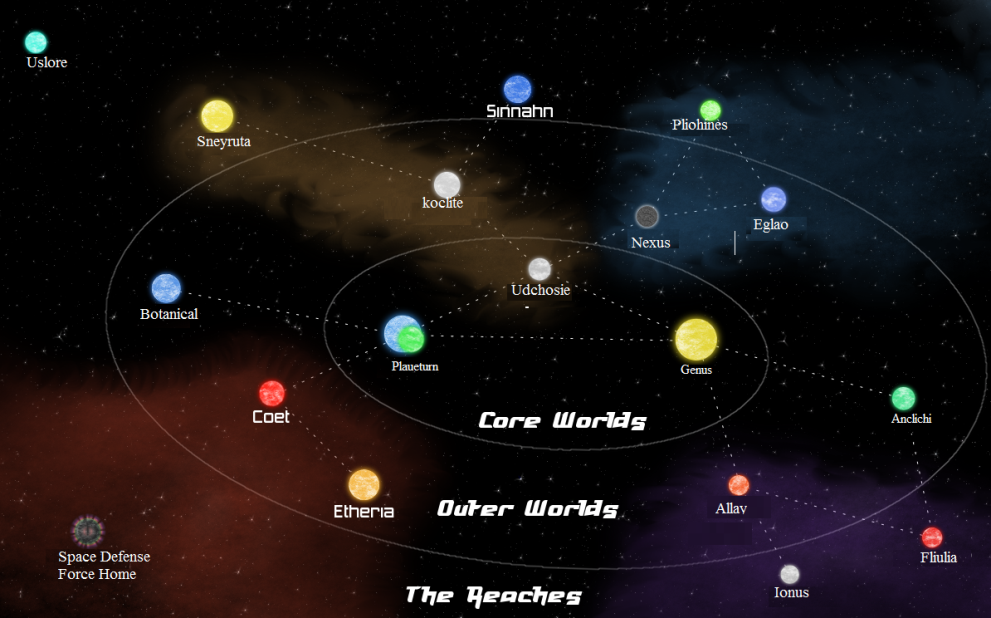 Uslore
Sinnahn
Sneyruta
Pliohines
koclite
Eglao
Nexus
Udchosie
Botanical
Plaueturn
Genus
Coet
Core Worlds
Anclichi
Etheria
Outer Worlds
Allay
Space Defense
Force Home
Fliulia
The Reaches
Ionus